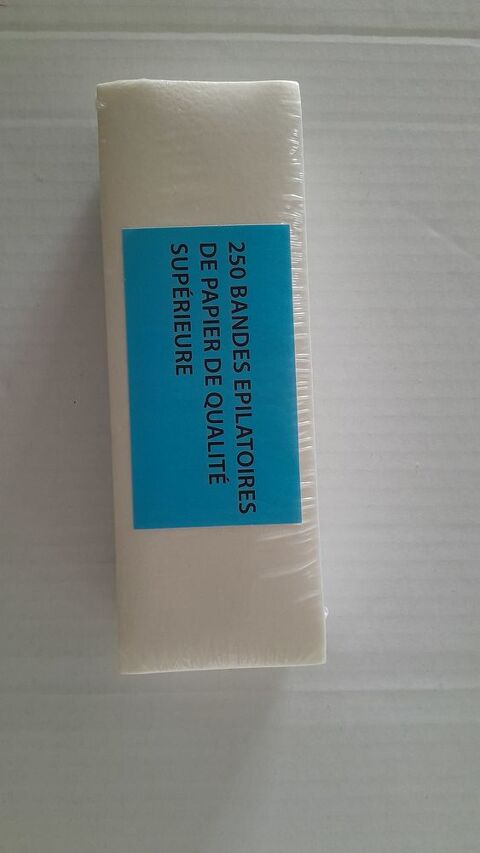 250 BANDES EPILATOIRES
DE PAPIER DE QUALITÉ
SUPÉRIEURE